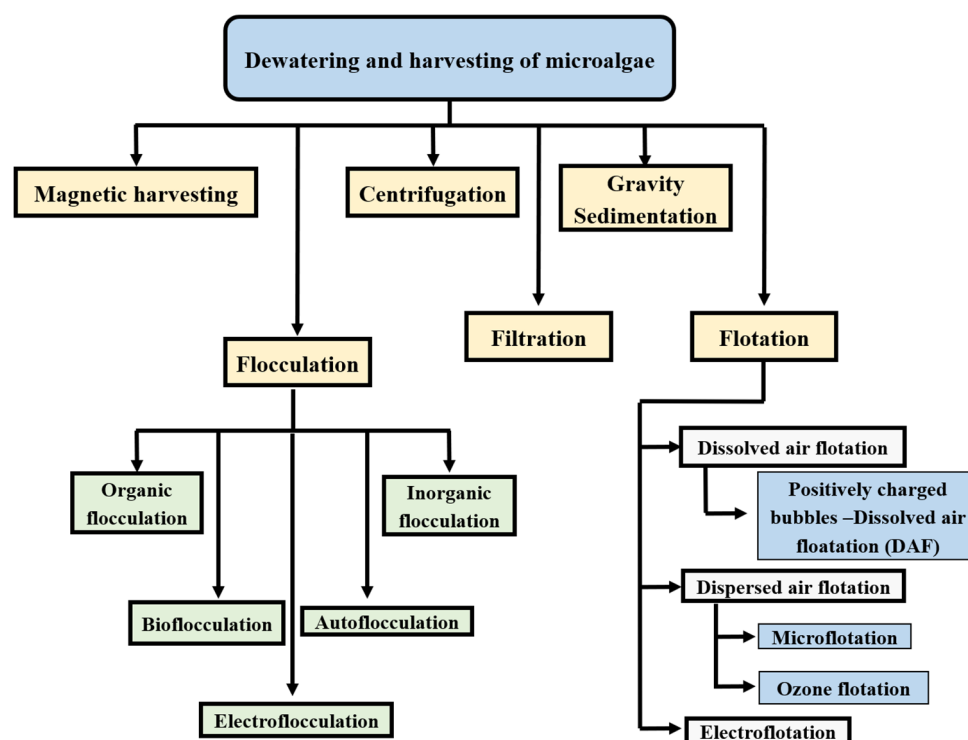 Dewatering and harvesting of microalgae
Magnetic harvesting
Centrifugation
Gravity
Sedimentation
Filtration
Flotation
Flocculation
Organic
flocculation
Inorganic
flocculation
Bioflocculation
Autoflocculation
Electroflocculation
Dissolved air flotation
Positively charged
bubbles –Dissolved air
floatation (DAF)
Dispersed air flotation
Microflotation
Ozone flotation
Electroflotation